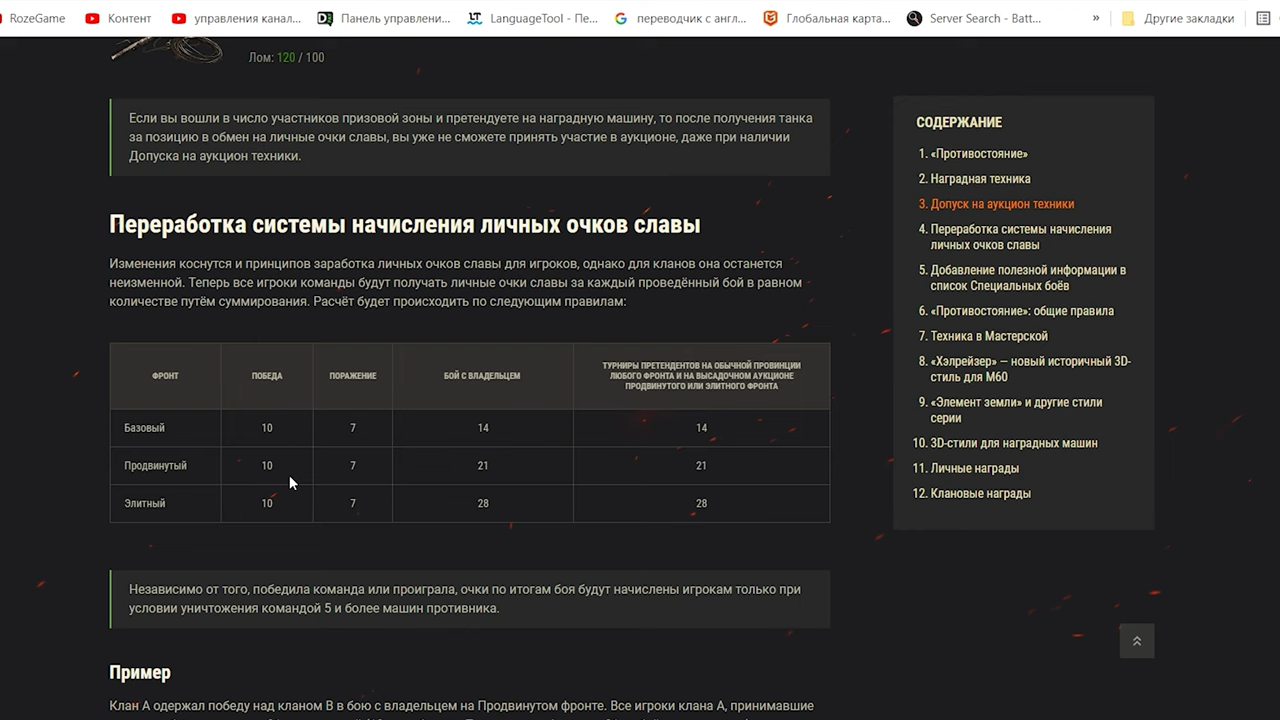 RozeGame
Контент
управления канал...
Панель управлени...
LanguageTool - Пе...
переводчик с англ...
Глобальная карта...
Server Search - Batt...
»
Другие закладки
Лом: 120 / 100
Если вы вошли в число участников призовой зоны и претендуете на наградную машину, то после получения танка
за позицию в обмен на личные очки славы, вы уже не сможете принять участие в аукционе, даже при наличии
Допуска на аукцион техники.
Переработка системы начисления личных очков славы
Изменения коснутся и принципов заработка личных очков славы для игроков, однако для кланов она останется
неизменной. Теперь все игроки команды будут получать личные очки славы за каждый проведённый бой в равном
количестве путём суммирования. Расчёт будет происходить по следующим правилам:
ФРОНТ ПОБЕДА ПОРАЖЕНИЕ БОЙ С ВЛАДЕЛЬЦЕМ
ТУРНИРЫ ПРЕТЕНДЕНТОВ НА ОБЫЧНОЙ ПРОВИНЦИИ
ЛЮБОГО ФРОНТА И НА ВЫСАДОЧНОМ АУКЦИОНЕ
ПРОДВИНУТОГО ИЛИ ЭЛИТНОГО ФРОНТА
Базовый 10 7 14 14
Продвинутый 10 7 21 21
Элитный 10 7 28 28
Независимо от того, победила команда или проиграла, очки по итогам боя будут начислены игрокам только при
условии уничтожения командой 5 и более машин противника.
Пример
Клан А одержал победу над кланом В в бою с владельцем на Продвинутом фронте. Все игроки клана А, принимавшие
СОДЕРЖАНИЕ
1. «Противостояние»
2. Наградная техника
3. Допуск на аукцион техники
4. Переработка системы начисления
личных очков славы
5. Добавление полезной информации в
список Специальных боёв
6. «Противостояние»: общие правила
7. Техника в Мастерской
8. «Хэлрейзер» — новый историчный 3D-
стиль для M60
9. «Элемент земли» и другие стили
серии
10. 3D-стили для наградных машин
11. Личные награды
12. Клановые награды